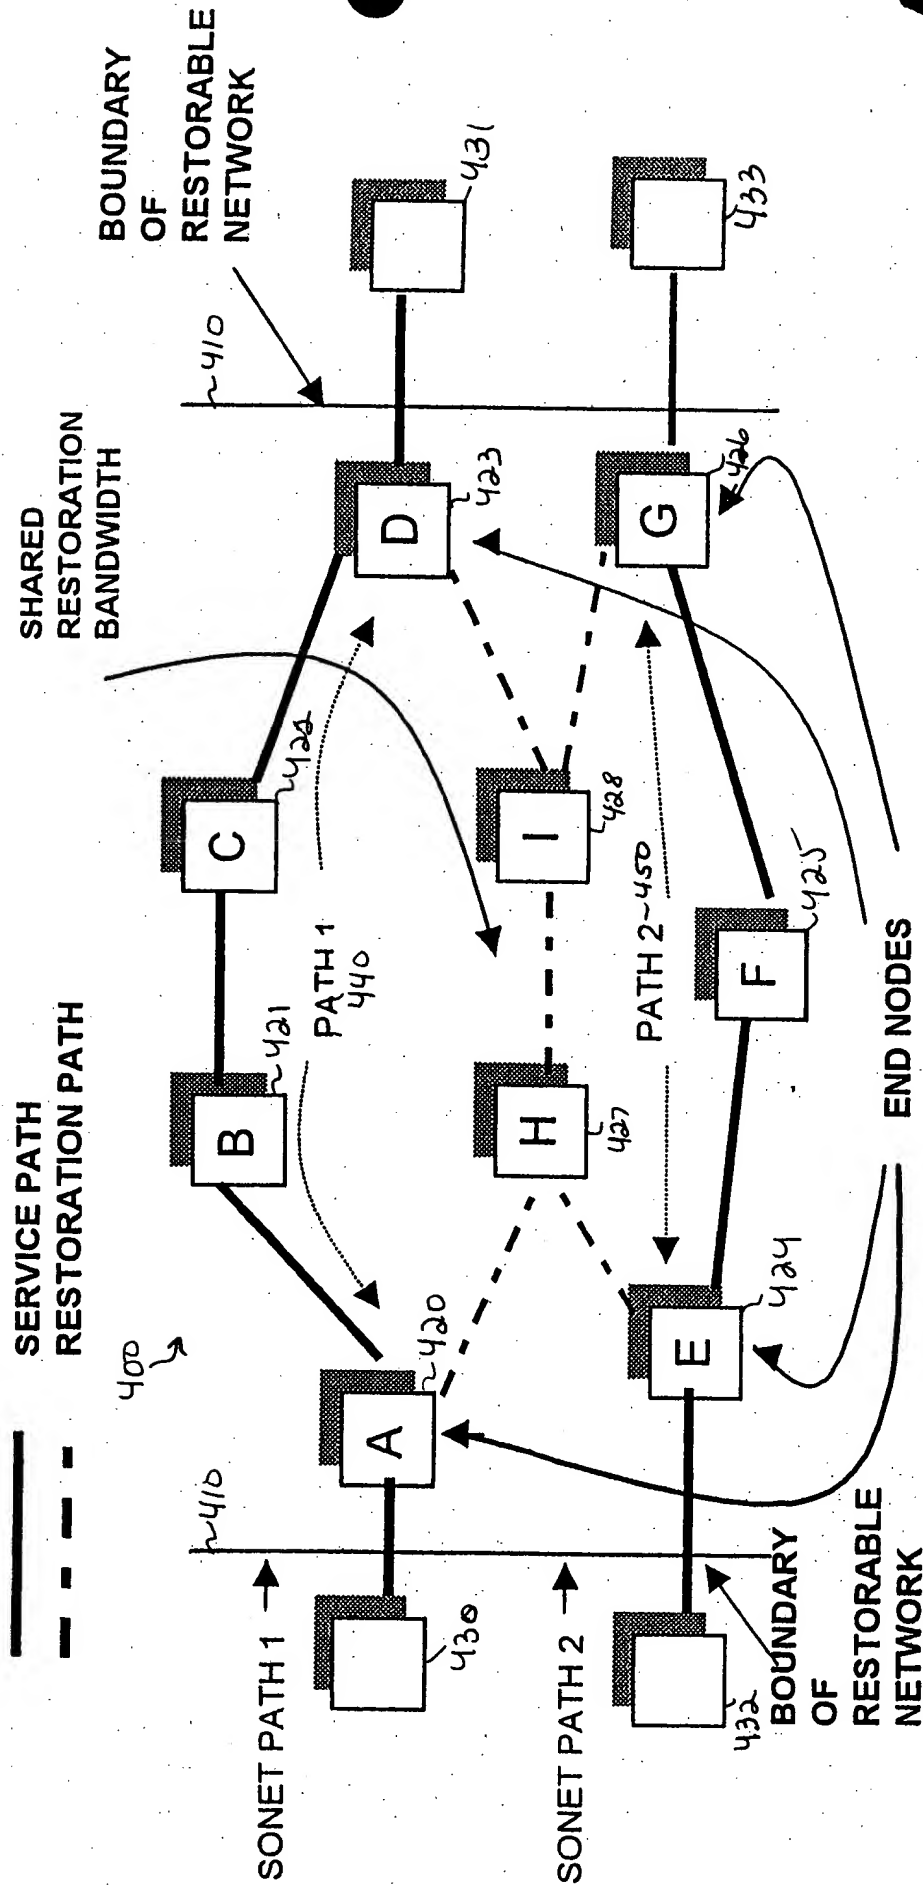 SERVICE PATH
RESTORATION PATH
SHARED
RESTORATION
BANDWIDTH
BOUNDARY
OF
RESTORABLE
NETWORK
400
~410
~410
SONET PATH 1
SONET PATH 2
430
A
420
B
~421
C
422
D
423
431
PATH 1
440
H
427
I
428
PATH 2~450
432
E
424
F
425
G
426
433
BOUNDARY
OF
RESTORABLE
NETWORK
END NODES